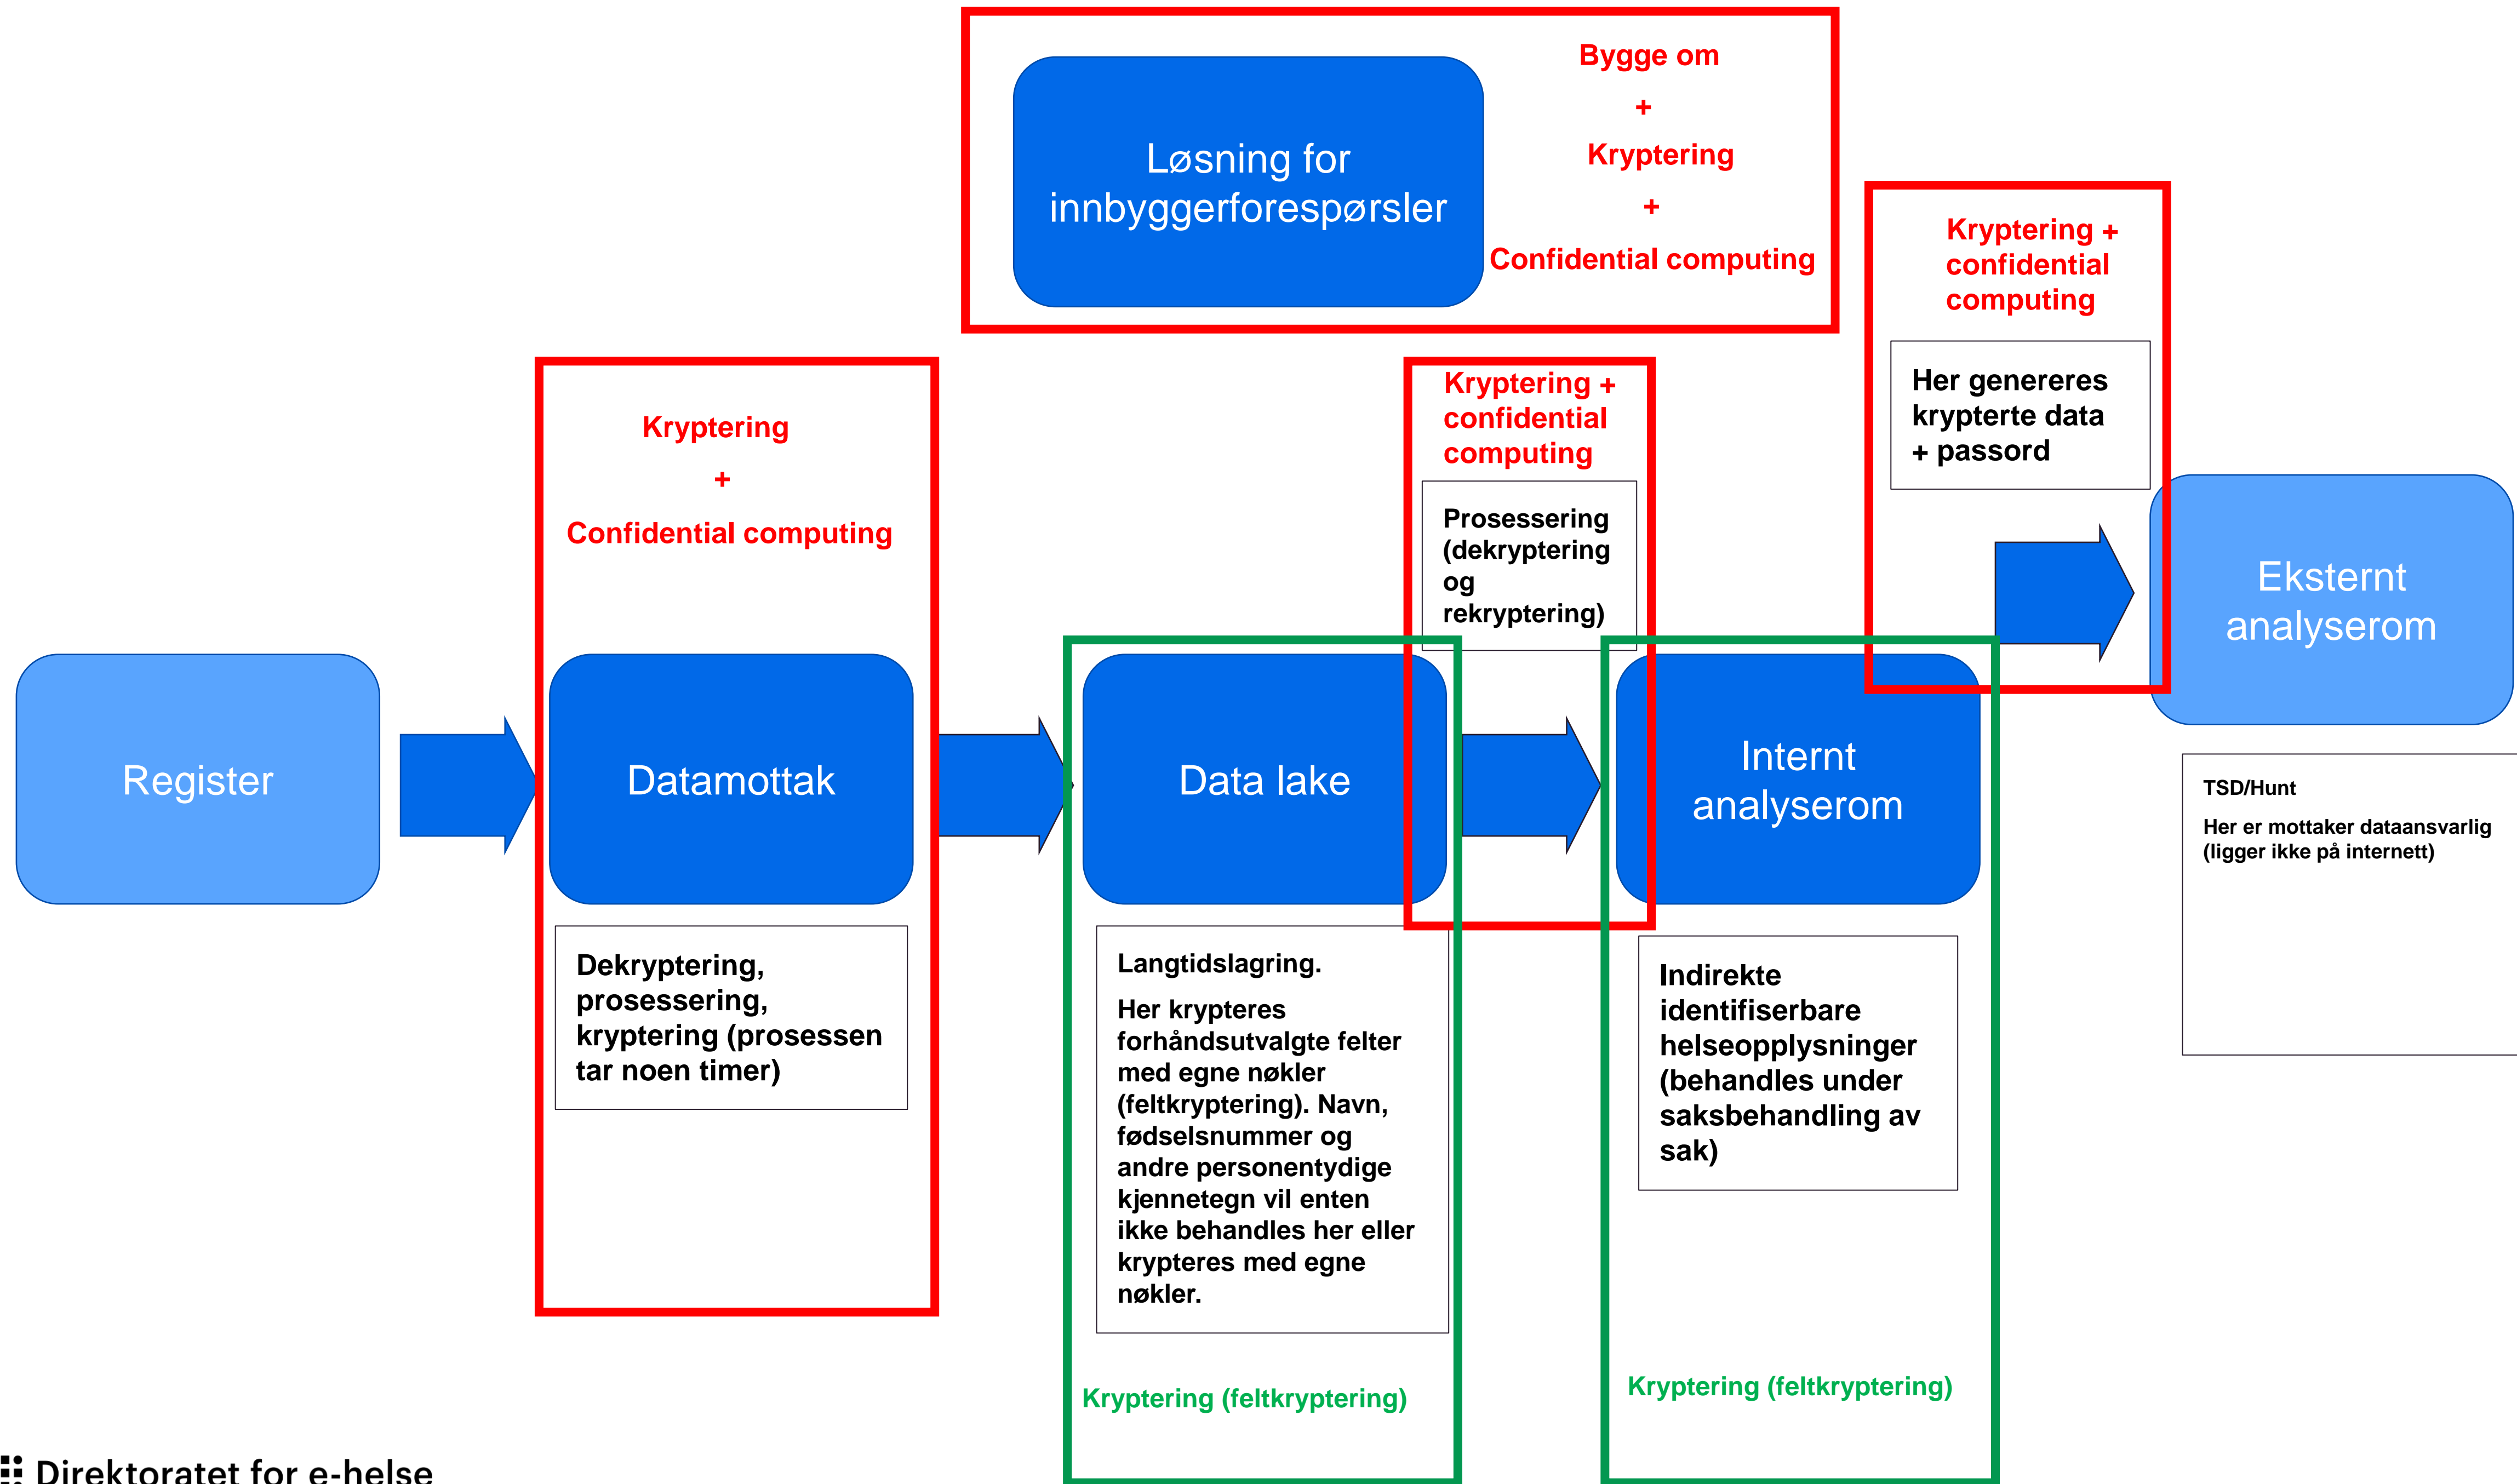 Bygge om
+
Kryptering
+
Confidential computing
Løsning for
innbyggerforespørsler
Kryptering +
confidential
computing
Her genereres
krypterte data
+ passord
Kryptering
+
Confidential computing
Kryptering +
confidential
computing
Prosessering
(dekryptering
og
rekryptering)
Register
Datamottak
Data lake
Internt
analyserom
Eksternt
analyserom
Dekryptering,
prosessering,
kryptering (prosessen
tar noen timer)
Langtidslagring.
Her krypteres
forhåndsutvalgte felter
med egne nøkler
(feltkryptering). Navn,
fødselsnummer og
andre personentydige
kjennetegn vil enten
ikke behandles her eller
krypteres med egne
nøkler.
Indirekte
identifiserbare
helseopplysninger
(behandles under
saksbehandling av
sak)
TSD/Hunt
Her er mottaker dataansvarlig
(ligger ikke på internett)
Kryptering (feltkryptering)
Kryptering (feltkryptering)
Direktoratet for e-helse